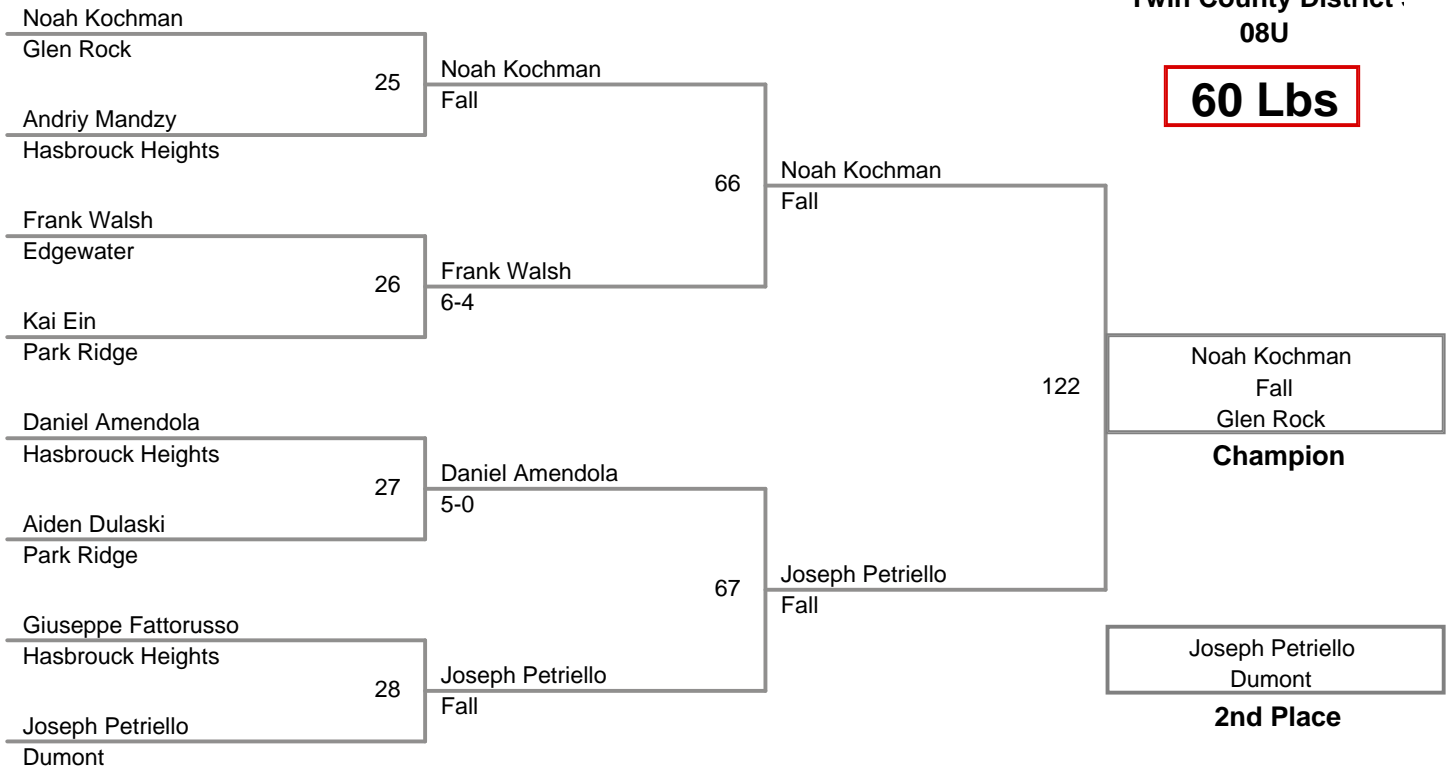 Twin County District
08U
60 Lbs
Noah Kochman
Glen Rock
25
Andriy Mandzy
Hasbrouck Heights
Frank Walsh
Edgewater
26
Kai Ein
Park Ridge
Daniel Amendola
Hasbrouck Heights
27
Aiden Dulaski
Park Ridge
Giuseppe Fattorusso
Hasbrouck Heights
28
Joseph Petriello
Dumont
Noah Kochman
Fall
66
Frank Walsh
6-4
Daniel Amendola
5-0
67
Joseph Petriello
Fall
Noah Kochman
Fall
122
Joseph Petriello
Fall
Noah Kochman
Fall
Glen Rock
Champion
Joseph Petriello
Dumont
2nd Place